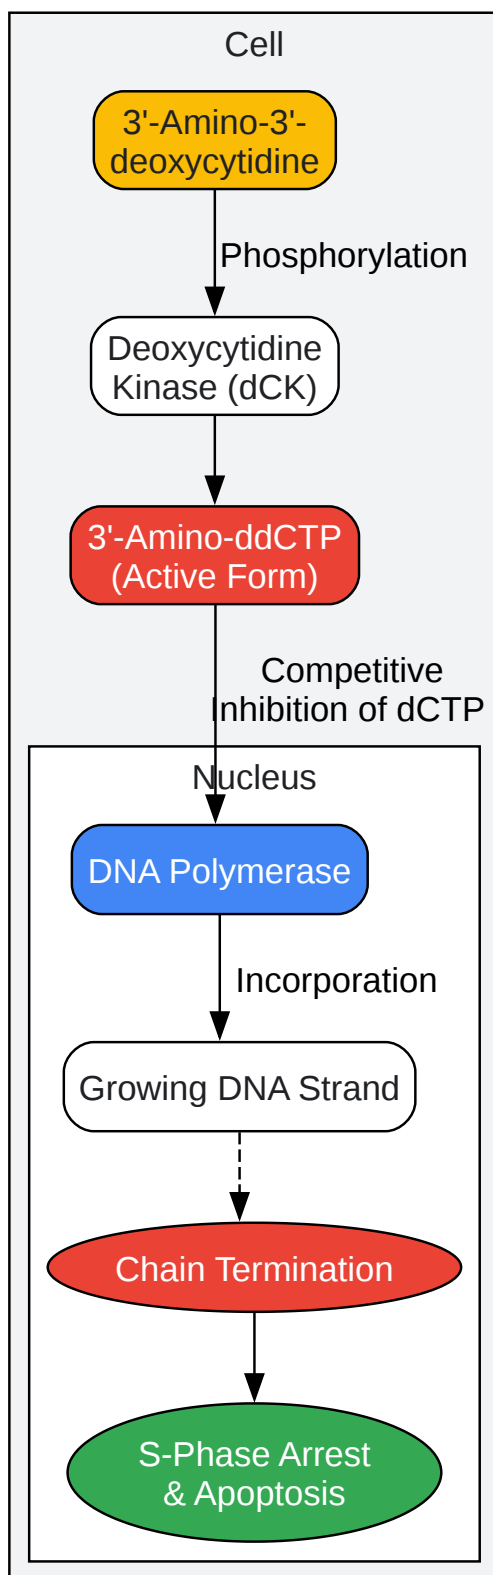 Cell
3'-Amino-3'-
deoxycytidine
Phosphorylation
Deoxycytidine
Kinase (dCK)
3'-Amino-ddCTP
(Active Form)
Competitive
Inhibition of dCTP
Nucleus
DNA Polymerase
Incorporation
Growing DNA Strand
Chain Termination
S-Phase Arrest
& Apoptosis